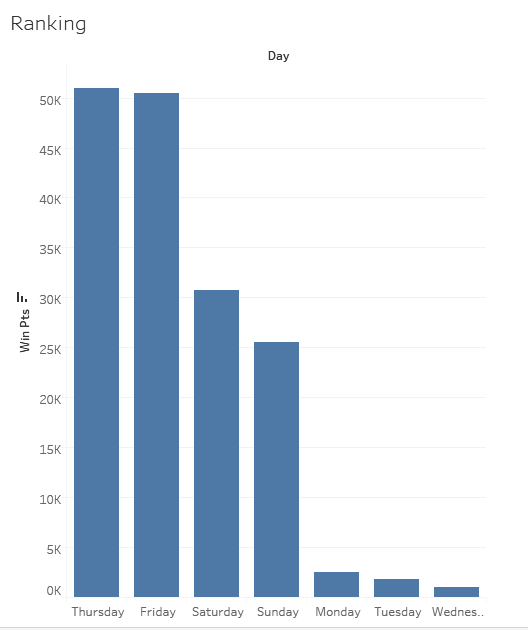 Ranking
Day
50K
45K
40K
35K
30K
25K
20K
15K
10K
5K
0K
Win Pts
Thursday Friday Saturday Sunday Monday Tuesday Wednes..